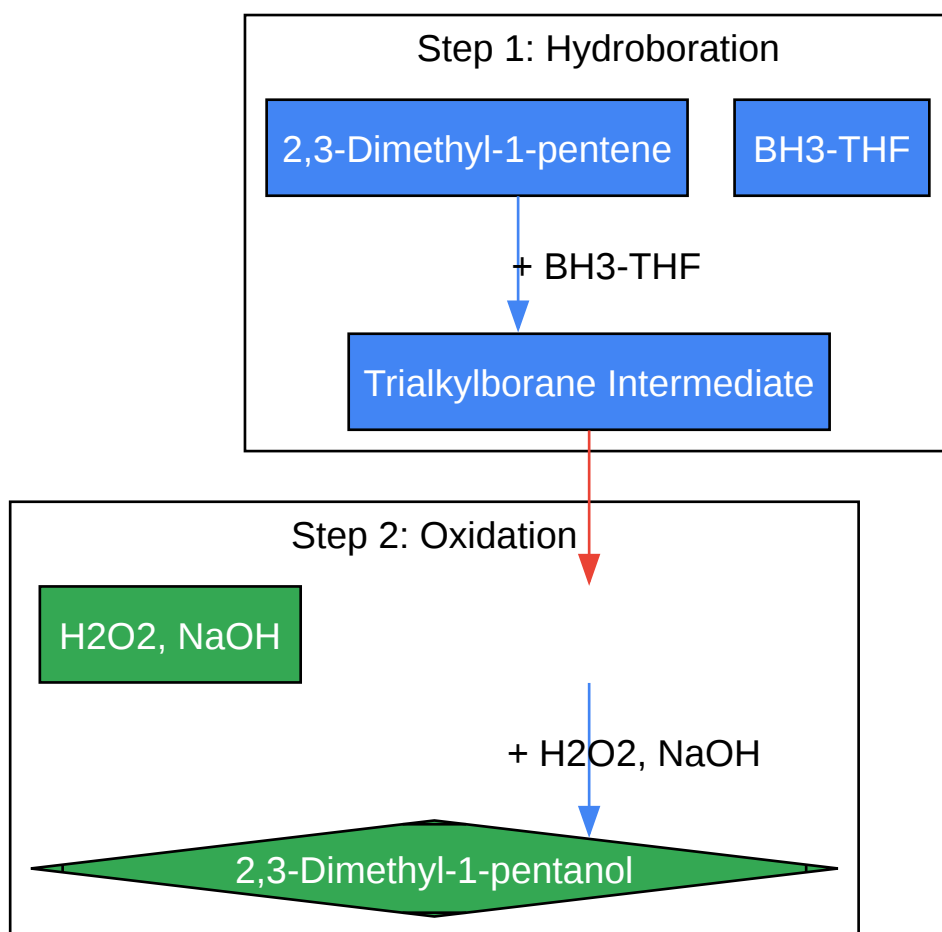 Step 1: Hydroboration
2,3-Dimethyl-1-pentene
BH3-THF
+ BH3-THF
Trialkylborane Intermediate
Step 2: Oxidation
H2O2, NaOH
+ H2O2, NaOH
2,3-Dimethyl-1-pentanol